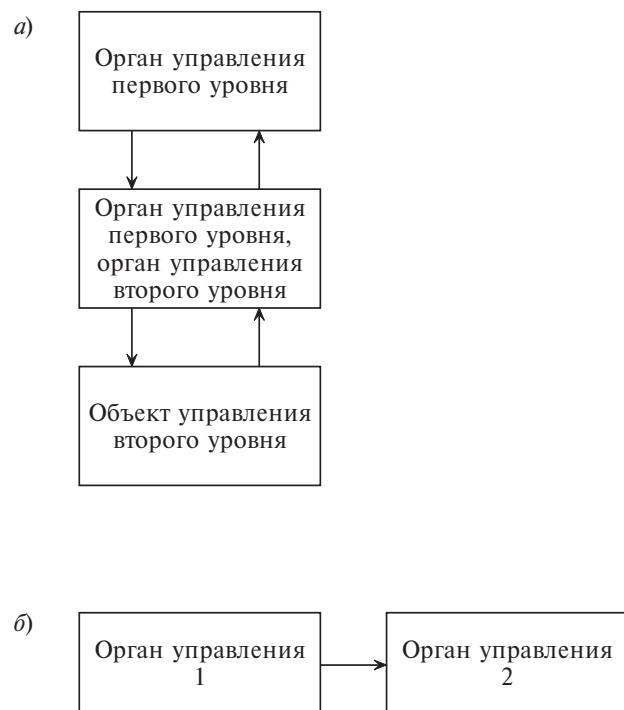 а)
Орган управления
первого уровня
Орган управления
первого уровня,
орган управления
второго уровня
Объект управления
второго уровня
б)
Орган управления
1
Орган управления
2